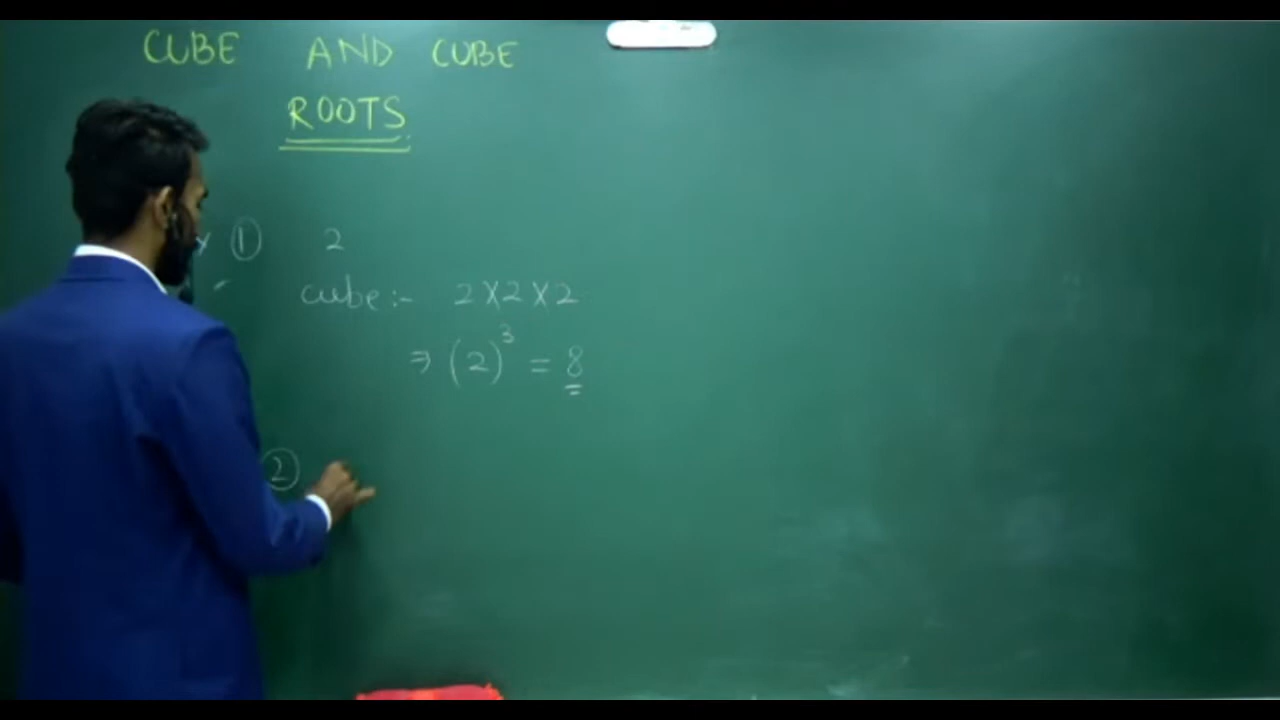 CUBE AND CUBE
ROOTS
① 2
cube:- 2×2×2
⇒ (2)³ = 8
②